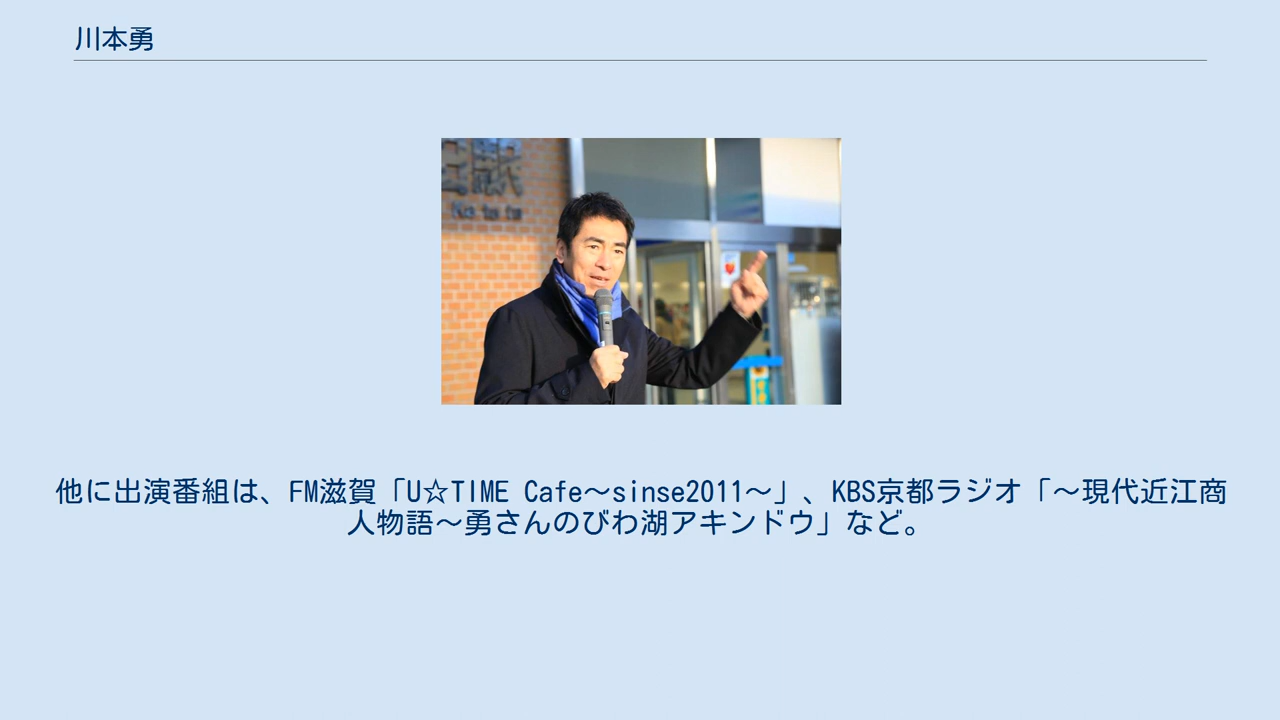 川本勇
他に出演番組は、FM滋賀「U☆TIME Cafe～sinse2011～」、KBS京都ラジオ「～現代近江商
人物語～勇さんのびわ湖アキンドウ」など。